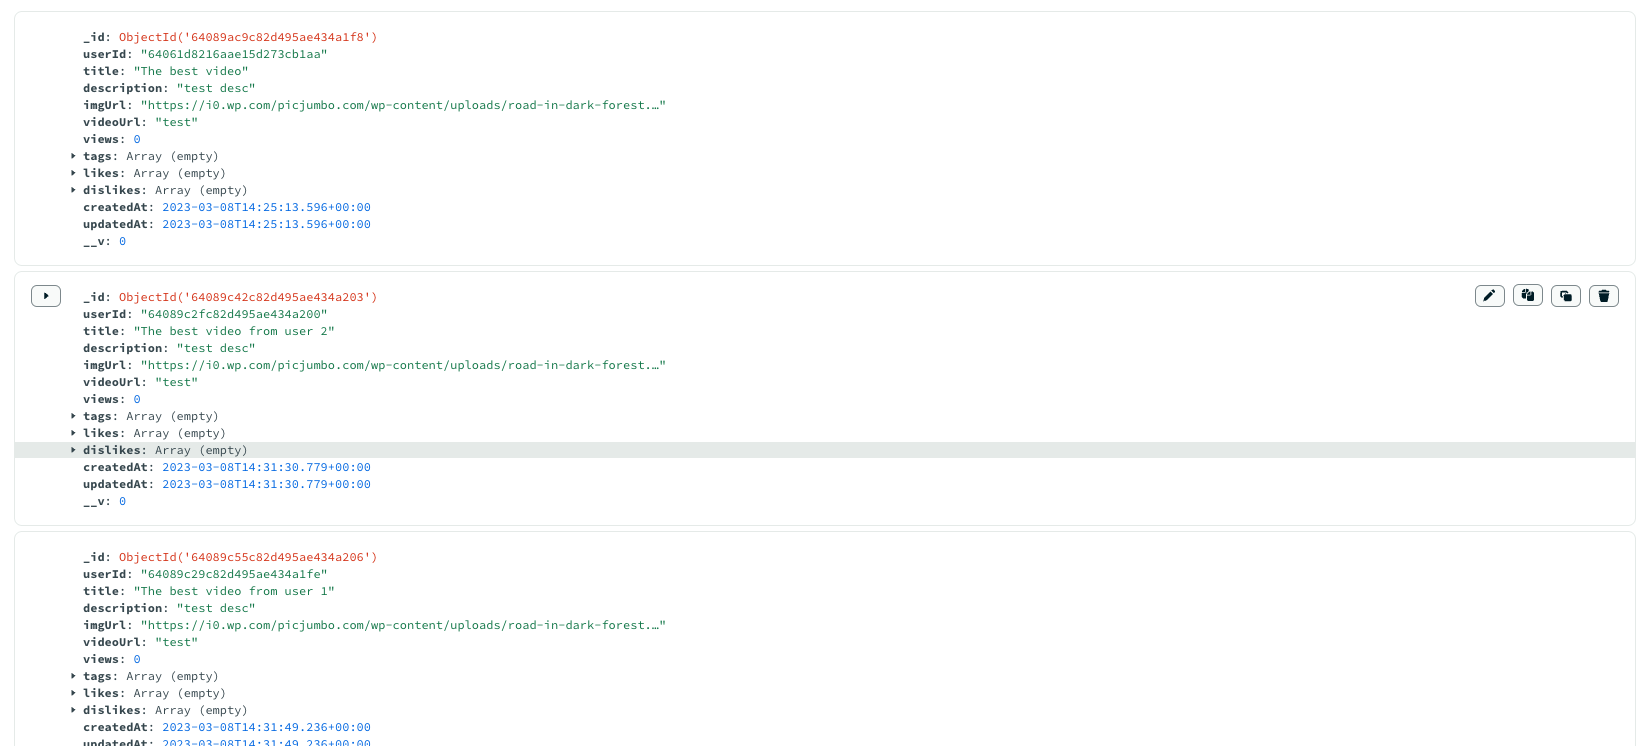 _id: ObjectId('64089ac9c82d495ae434a1f8')
userId: "64061d8216aae15d273cb1aa"
title: "The best video"
description: "test desc"
imgUrl: "https://i0.wp.com/picjumbo.com/wp-content/uploads/road-in-dark-forest.…"
videoUrl: "test"
views: 0
tags: Array (empty)
likes: Array (empty)
dislikes: Array (empty)
createdAt: 2023-03-08T14:25:13.596+00:00
updatedAt: 2023-03-08T14:25:13.596+00:00
__v: 0
_id: ObjectId('64089c42c82d495ae434a203')
userId: "64089c2fc82d495ae434a200"
title: "The best video from user 2"
description: "test desc"
imgUrl: "https://i0.wp.com/picjumbo.com/wp-content/uploads/road-in-dark-forest.…"
videoUrl: "test"
views: 0
tags: Array (empty)
likes: Array (empty)
dislikes: Array (empty)
createdAt: 2023-03-08T14:31:30.779+00:00
updatedAt: 2023-03-08T14:31:30.779+00:00
__v: 0
_id: ObjectId('64089c55c82d495ae434a206')
userId: "64089c29c82d495ae434a1fe"
title: "The best video from user 1"
description: "test desc"
imgUrl: "https://i0.wp.com/picjumbo.com/wp-content/uploads/road-in-dark-forest.…"
videoUrl: "test"
views: 0
tags: Array (empty)
likes: Array (empty)
dislikes: Array (empty)
createdAt: 2023-03-08T14:31:49.236+00:00
updatedAt: 2023-03-08T14:31:49.236+00:00